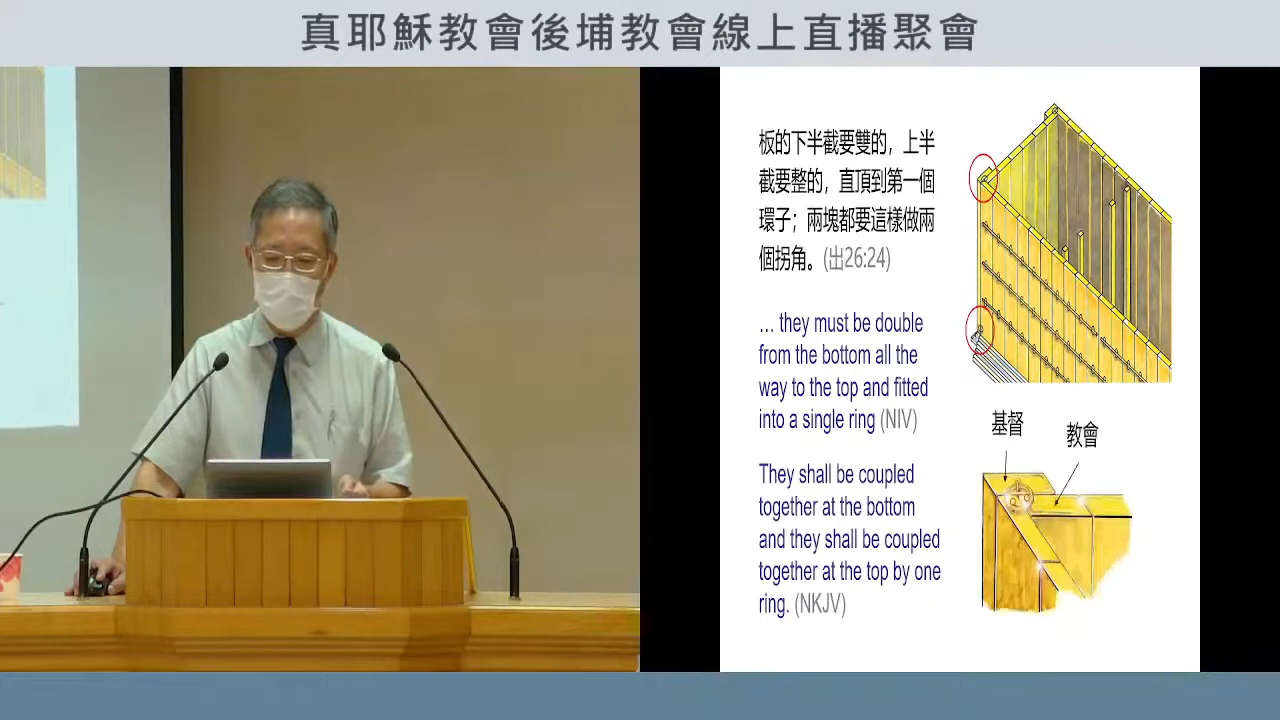 真耶穌教會後埔教會線上直播聚會
板的下半截要雙的，上半
截要整的，直頂到第一個
環子；兩塊都要這樣做兩
個拐角。(出26:24)
… they must be double
from the bottom all the
way to the top and fitted
into a single ring (NIV)
They shall be coupled
together at the bottom
and they shall be coupled
together at the top by one
ring. (NKJV)
基督
教會